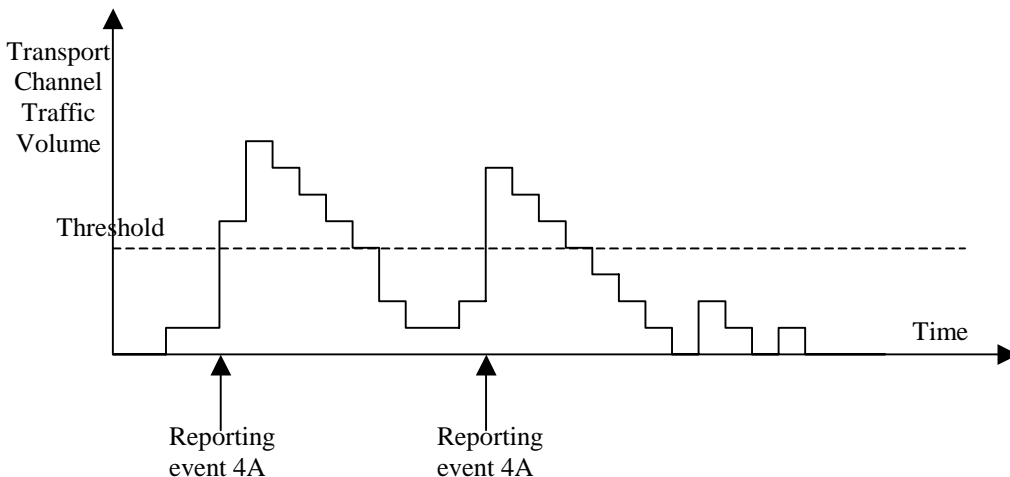 Transport
Channel
Traffic
Volume
Threshold
Time
Reporting
event 4A
Reporting
event 4A